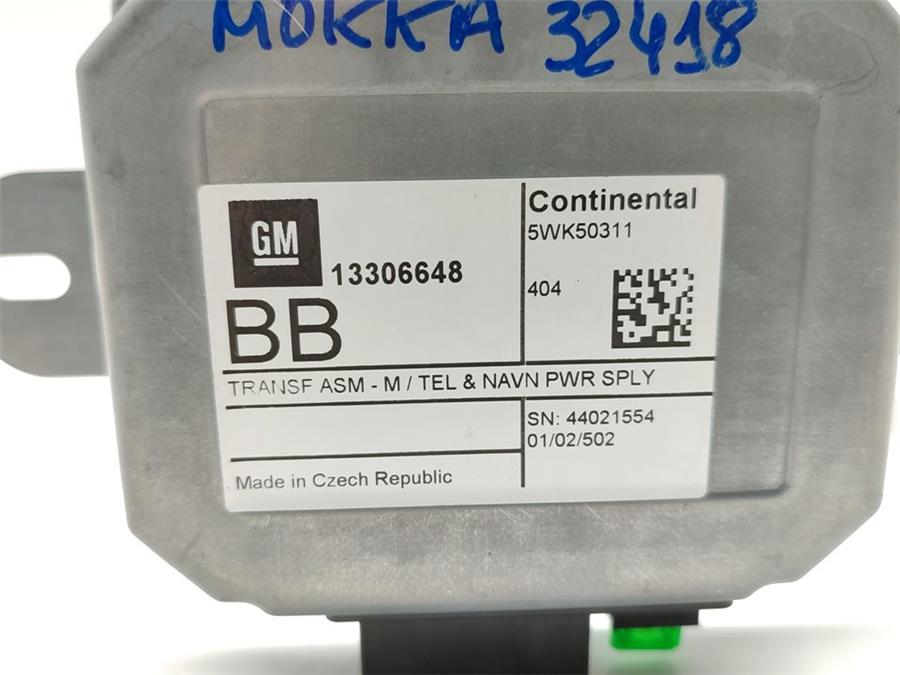 MOKKA 32418
GM
13306648
BB
Continental
5WK50311
404
TRANSF ASM - M / TEL & NAVN PWR SPLY
SN: 44021554
01/02/502
Made in Czech Republic